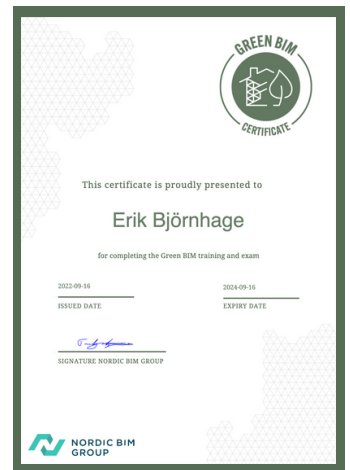 GREEN BIM
CERTIFICATE
This certificate is proudly presented to
Erik Björnhage
for completing the Green BIM training and exam
2022-09-16
2024-09-16
ISSUED DATE
EXPIRY DATE
SIGNATURE NORDIC BIM GROUP
NORDIC BIM
GROUP